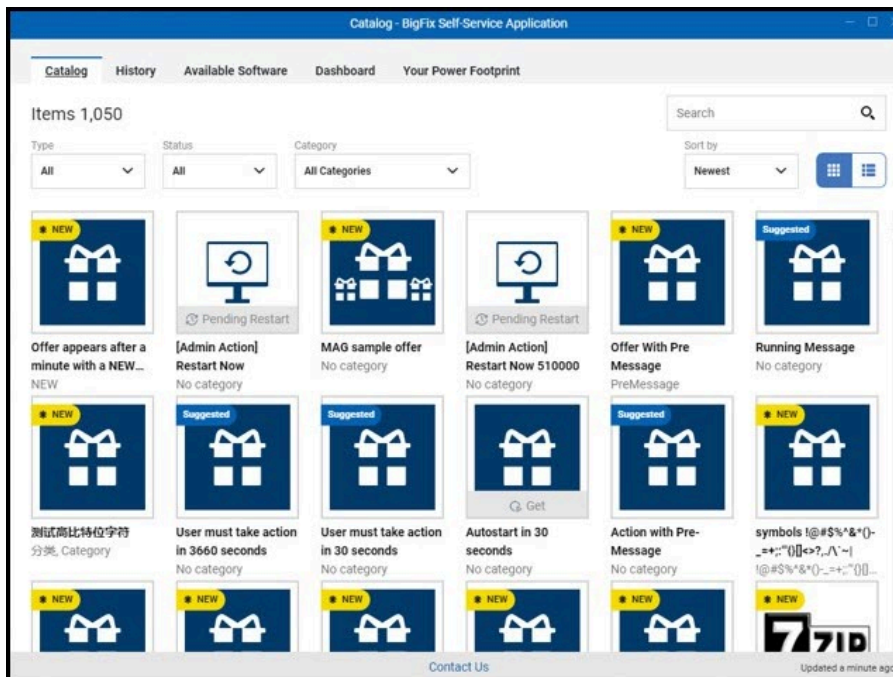 Catalog - BigFix Self-Service Application
Catalog History Available Software Dashboard Your Power Footprint
Items 1,050
Search
Type Status Category Sort by
All All All Categories Newest
NEW NEW NEW Suggested
Pending Restart Pending Restart
Offer appears after a [Admin Action] MAG sample offer [Admin Action] Offer With Pre Running Message
minute with a NEW... Restart Now No category Restart Now 510000 Message No category
NEW No category No category PreMessage
NEW Suggested Suggested Suggested NEW
Get
测试高比特位字符 User must take action User must take action Autostart in 30 Action with Pre- symbols !@#$%^&*()-
分类, Category in 3660 seconds in 30 seconds seconds Message _=+;:'"{}[]<>?,./\`~|
No category No category No category No category !@#$%^&*()-_=+;:'"{}[]...
NEW NEW NEW NEW NEW NEW
7ZIP
Contact Us
Updated a minute ago